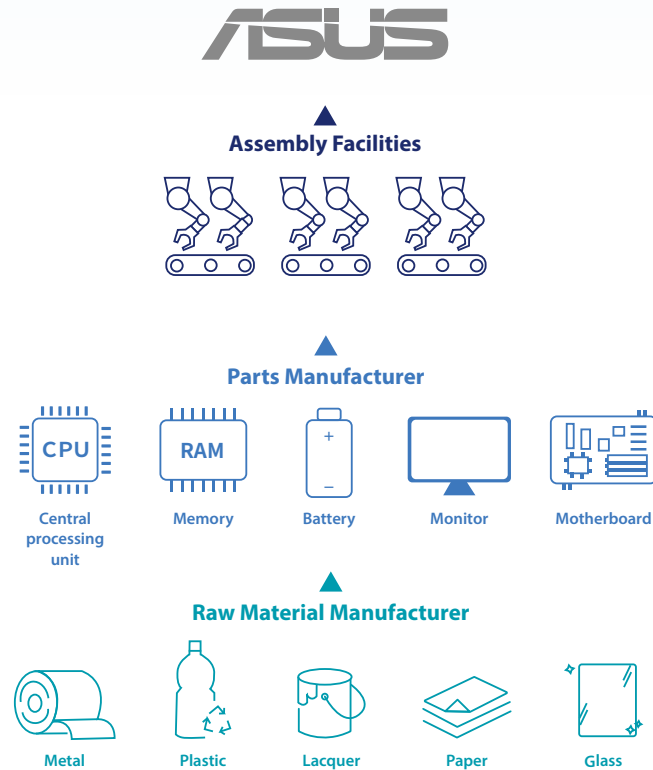 ASUS
Assembly Facilities
Parts Manufacturer
CPU
RAM
+
−
Central
processing
unit
Memory
Battery
Monitor
Motherboard
Raw Material Manufacturer
Metal
Plastic
Lacquer
Paper
Glass